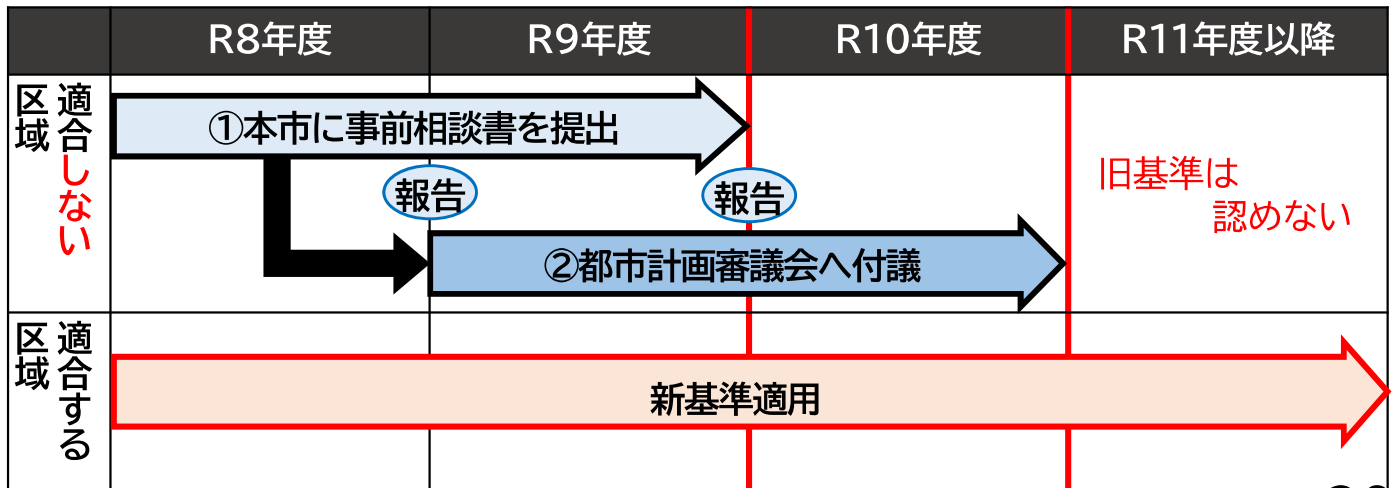 R8年度
R9年度
R10年度
R11年度以降
適合しない
区域
①本市に事前相談書を提出
報告
報告
②都市計画審議会へ付議
旧基準は
認めない
適合する
区域
新基準適用